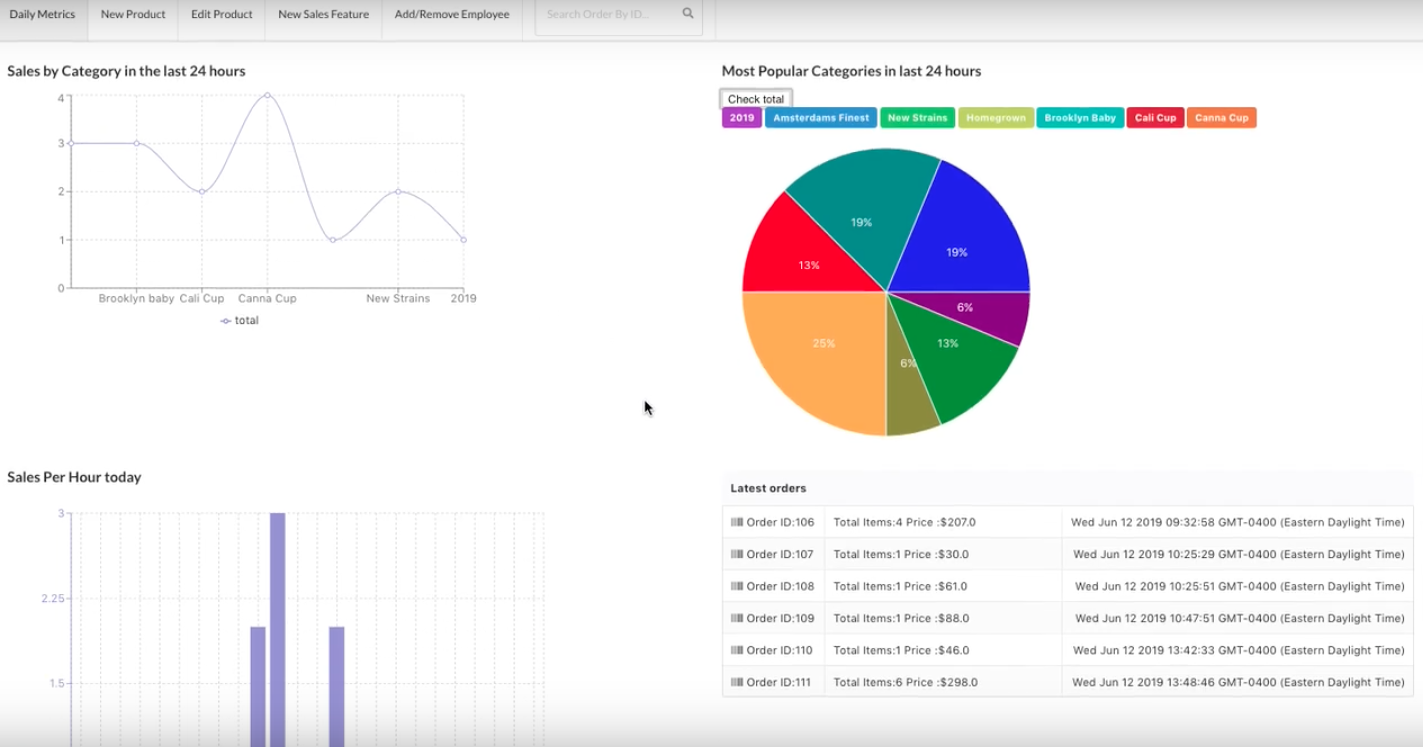 Daily Metrics New Product Edit Product New Sales Feature Add/Remove Employee Search Order By ID...
Sales by Category in the last 24 hours
4
3
2
1
0
Brooklyn baby Cali Cup Canna Cup New Strains 2019
total
Most Popular Categories in last 24 hours
Check total
2019 Amsterdams Finest New Strains Homegrown Brooklyn Baby Cali Cup Canna Cup
19%
19%
13%
6%
13%
25%
6%
Sales Per Hour today
3
2.25
1.5
Latest orders
Order ID:106 Total Items:4 Price :$207.0 Wed Jun 12 2019 09:32:58 GMT-0400 (Eastern Daylight Time)
Order ID:107 Total Items:1 Price :$30.0 Wed Jun 12 2019 10:25:29 GMT-0400 (Eastern Daylight Time)
Order ID:108 Total Items:1 Price :$61.0 Wed Jun 12 2019 10:25:51 GMT-0400 (Eastern Daylight Time)
Order ID:109 Total Items:1 Price :$88.0 Wed Jun 12 2019 10:47:51 GMT-0400 (Eastern Daylight Time)
Order ID:110 Total Items:1 Price :$46.0 Wed Jun 12 2019 13:42:33 GMT-0400 (Eastern Daylight Time)
Order ID:111 Total Items:6 Price :$298.0 Wed Jun 12 2019 13:48:46 GMT-0400 (Eastern Daylight Time)